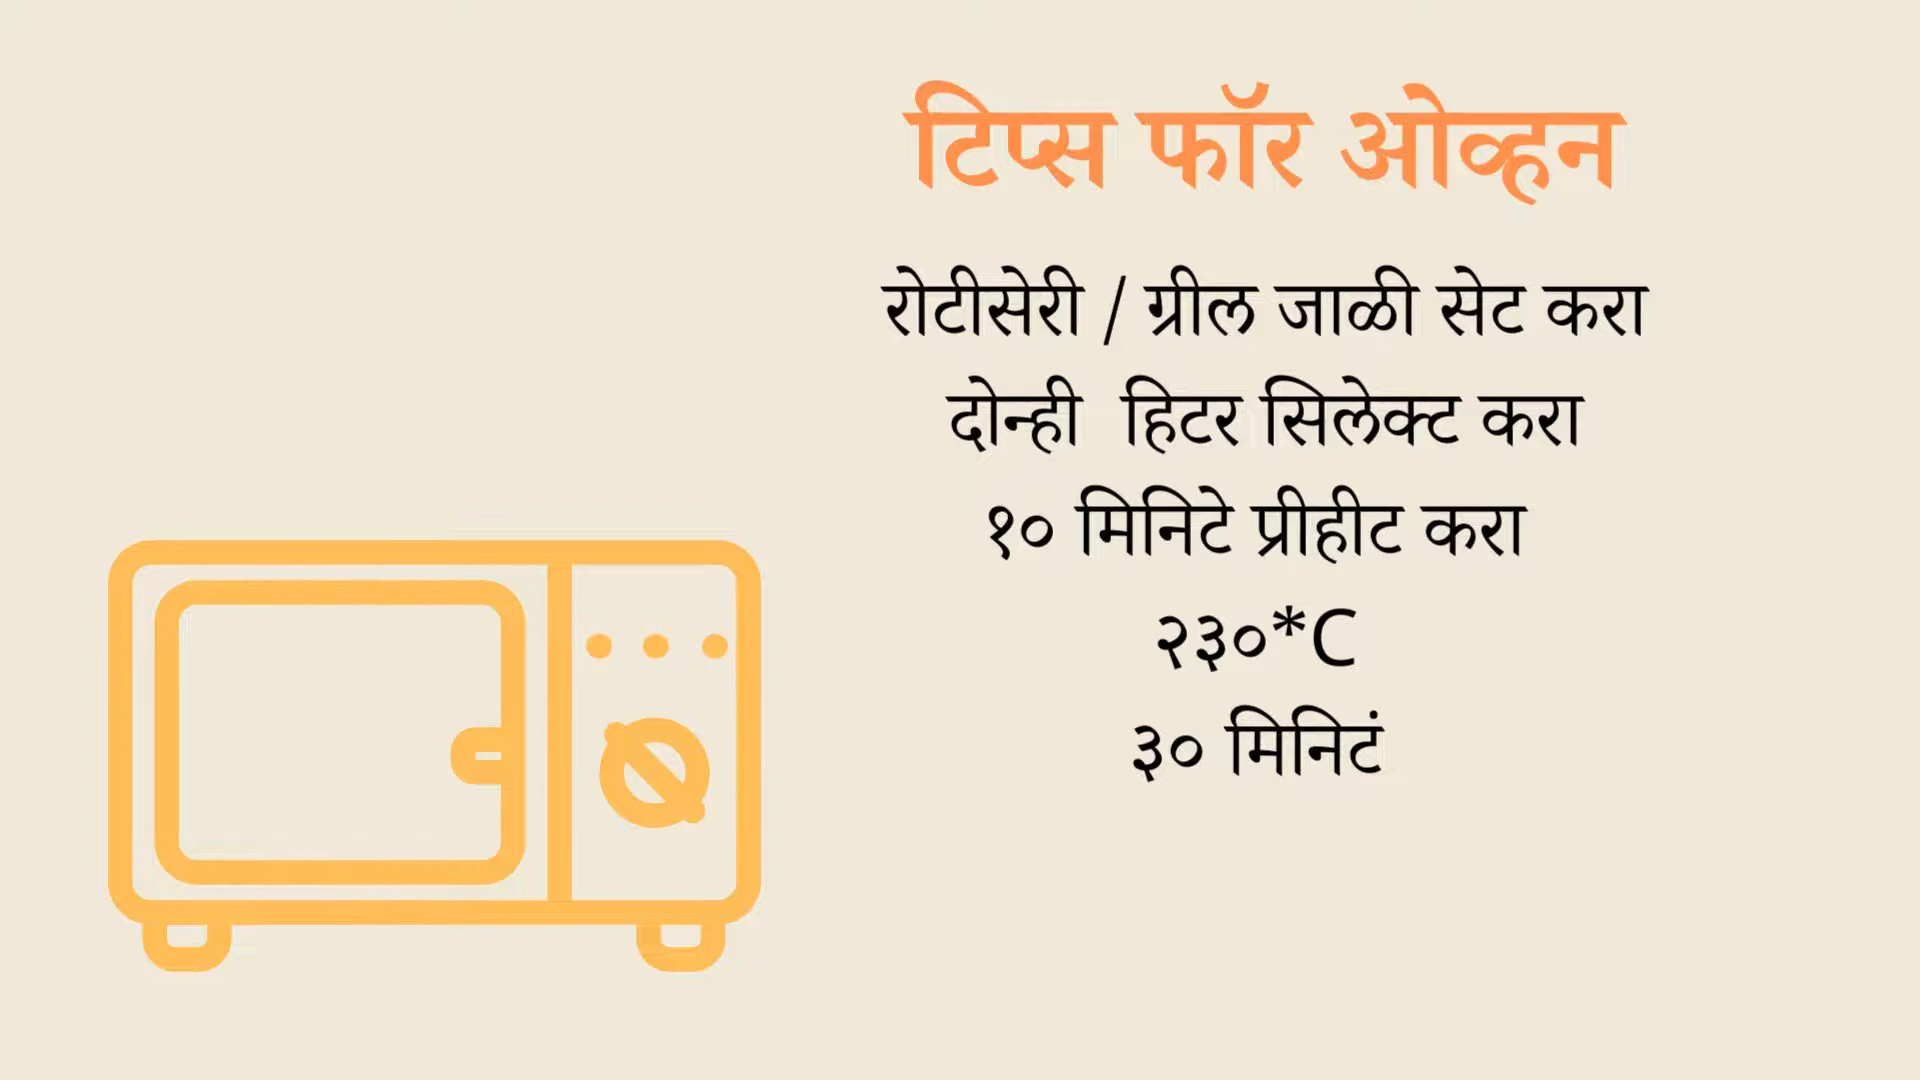 टिप्स फॉर ओव्हन
रोटीसेरी / ग्रील जाळी सेट करा
दोन्ही हिटर सिलेक्ट करा
१० मिनिटे प्रीहीट करा
२३०*C
३० मिनिटं